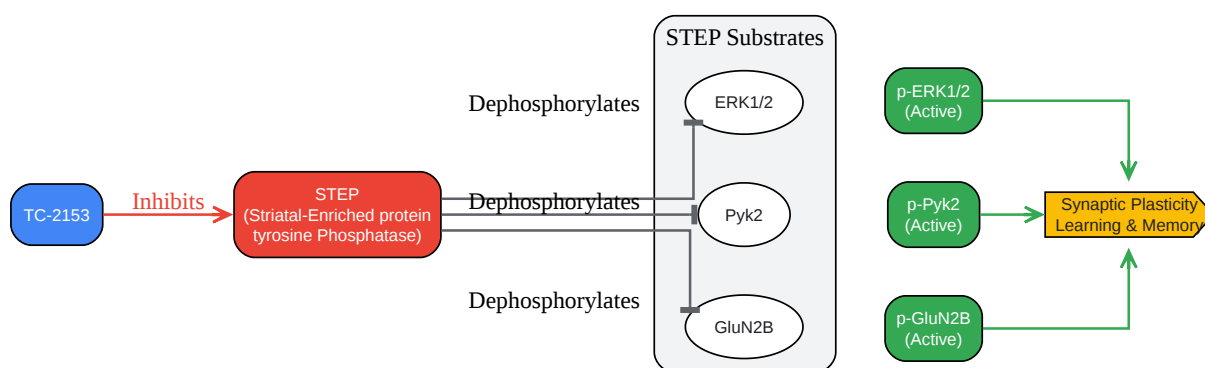 STEP Substrates
Dephosphorylates
ERK1/2
p-ERK1/2
(Active)
TC-2153
Inhibits
STEP
(Striatal-Enriched protein
tyrosine Phosphatase)
Dephosphorylates
Pyk2
p-Pyk2
(Active)
Synaptic Plasticity
Learning & Memory
Dephosphorylates
GluN2B
p-GluN2B
(Active)